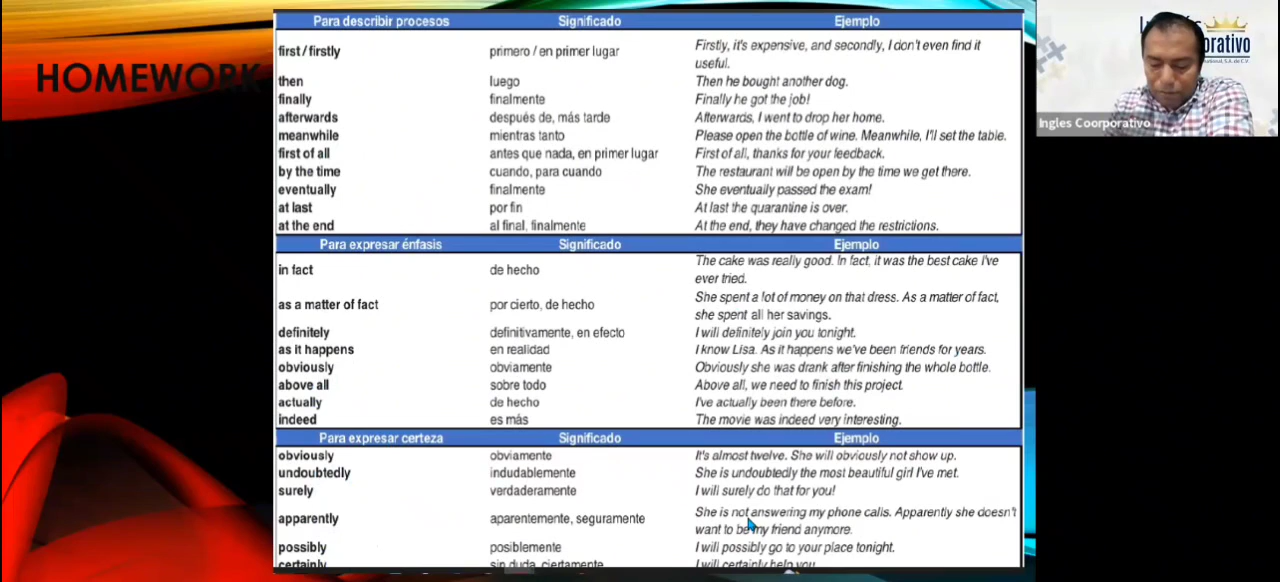 HOMEWORK
Para describir procesos Significado Ejemplo
first / firstly primero / en primer lugar Firstly, it's expensive, and secondly, I don't even find it
useful.
then luego Then he bought another dog.
finally finalmente Finally he got the job!
afterwards después de, más tarde Afterwards, I went to drop her home.
meanwhile mientras tanto Please open the bottle of wine. Meanwhile, I'll set the table.
first of all antes que nada, en primer lugar First of all, thanks for your feedback.
by the time cuando, para cuando The restaurant will be open by the time we get there.
eventually finalmente She eventually passed the exam!
at last por fin At last the quarantine is over.
at the end al final, finalmente At the end, they have changed the restrictions.
Para expresar énfasis Significado Ejemplo
in fact de hecho The cake was really good. In fact, it was the best cake I've
ever tried.
as a matter of fact por cierto, de hecho She spent a lot of money on that dress. As a matter of fact,
she spent all her savings.
definitely definitivamente, en efecto I will definitely join you tonight.
as it happens en realidad I know Lisa. As it happens we've been friends for years.
obviously obviamente Obviously she was drank after finishing the whole bottle.
above all sobre todo Above all, we need to finish this project.
actually de hecho I've actually been there before.
indeed es más The movie was indeed very interesting.
Para expresar certeza Significado Ejemplo
obviously obviamente It's almost twelve. She will obviously not show up.
undoubtedly indudablemente She is undoubtedly the most beautiful girl I've met.
surely verdaderamente I will surely do that for you!
apparently aparentemente, seguramente She is not answering my phone calls. Apparently she doesn't
want to be my friend anymore.
possibly posiblemente I will possibly go to your place tonight.
certainly sin duda, ciertamente I will certainly help you
Ingles Coorporativo